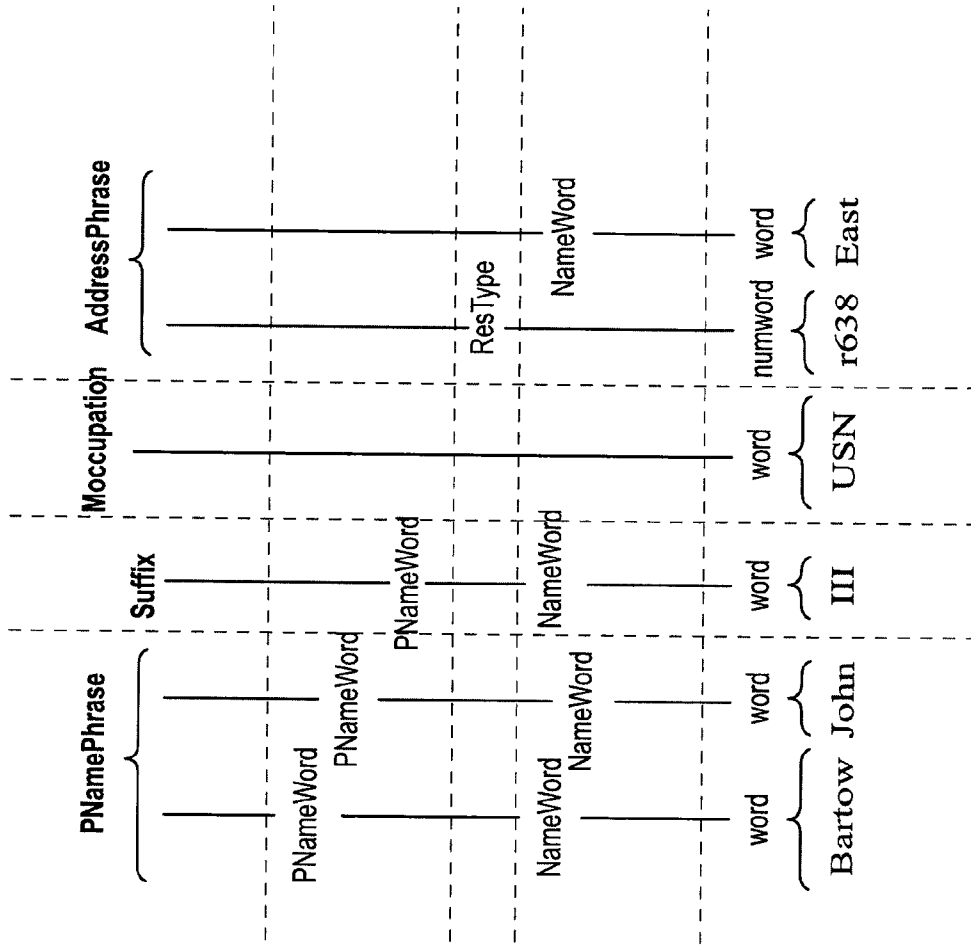 PNamePhrase Suffix Moccupation AddressPhrase
PNameWord PNameWord PNameWord
ResType
NameWord NameWord NameWord NameWord
word word word word numword word
Bartow John III USN r638 East